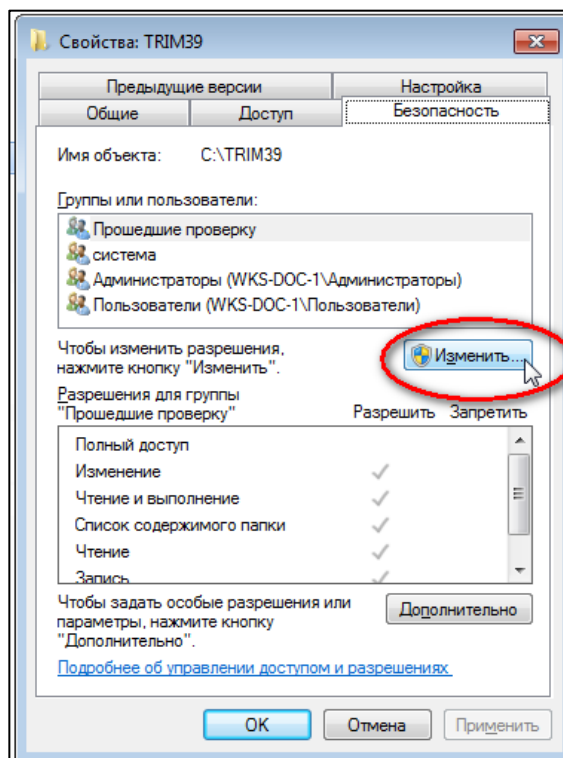 Свойства: TRIM39
Предыдущие версии Настройка
Общие Доступ Безопасность
Имя объекта: C:\TRIM39
Группы или пользователи:
Прошедшие проверку
система
Администраторы (WKS-DOC-1\Администраторы)
Пользователи (WKS-DOC-1\Пользователи)
Чтобы изменить разрешения,
нажмите кнопку "Изменить".
Изменить...
Разрешения для группы
"Прошедшие проверку" Разрешить Запретить
Полный доступ
Изменение
Чтение и выполнение
Список содержимого папки
Чтение
Запись
Чтобы задать особые разрешения или
параметры, нажмите кнопку
"Дополнительно".
Дополнительно
Подробнее об управлении доступом и разрешениях
ОК Отмена Применить